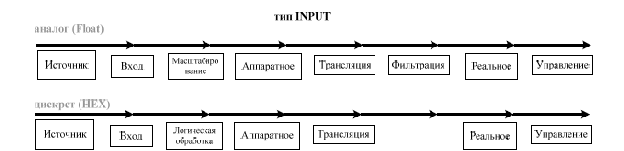 тип INPUT
аналог (Float)
Источник
Вход
Масштабиро
вание
Аппаратное
Трансляция
Фильтрация
Реальное
Управление
дискрет (HEX)
Источник
Вход
Логическая
обработка
Аппаратное
Трансляция
Реальное
Управление